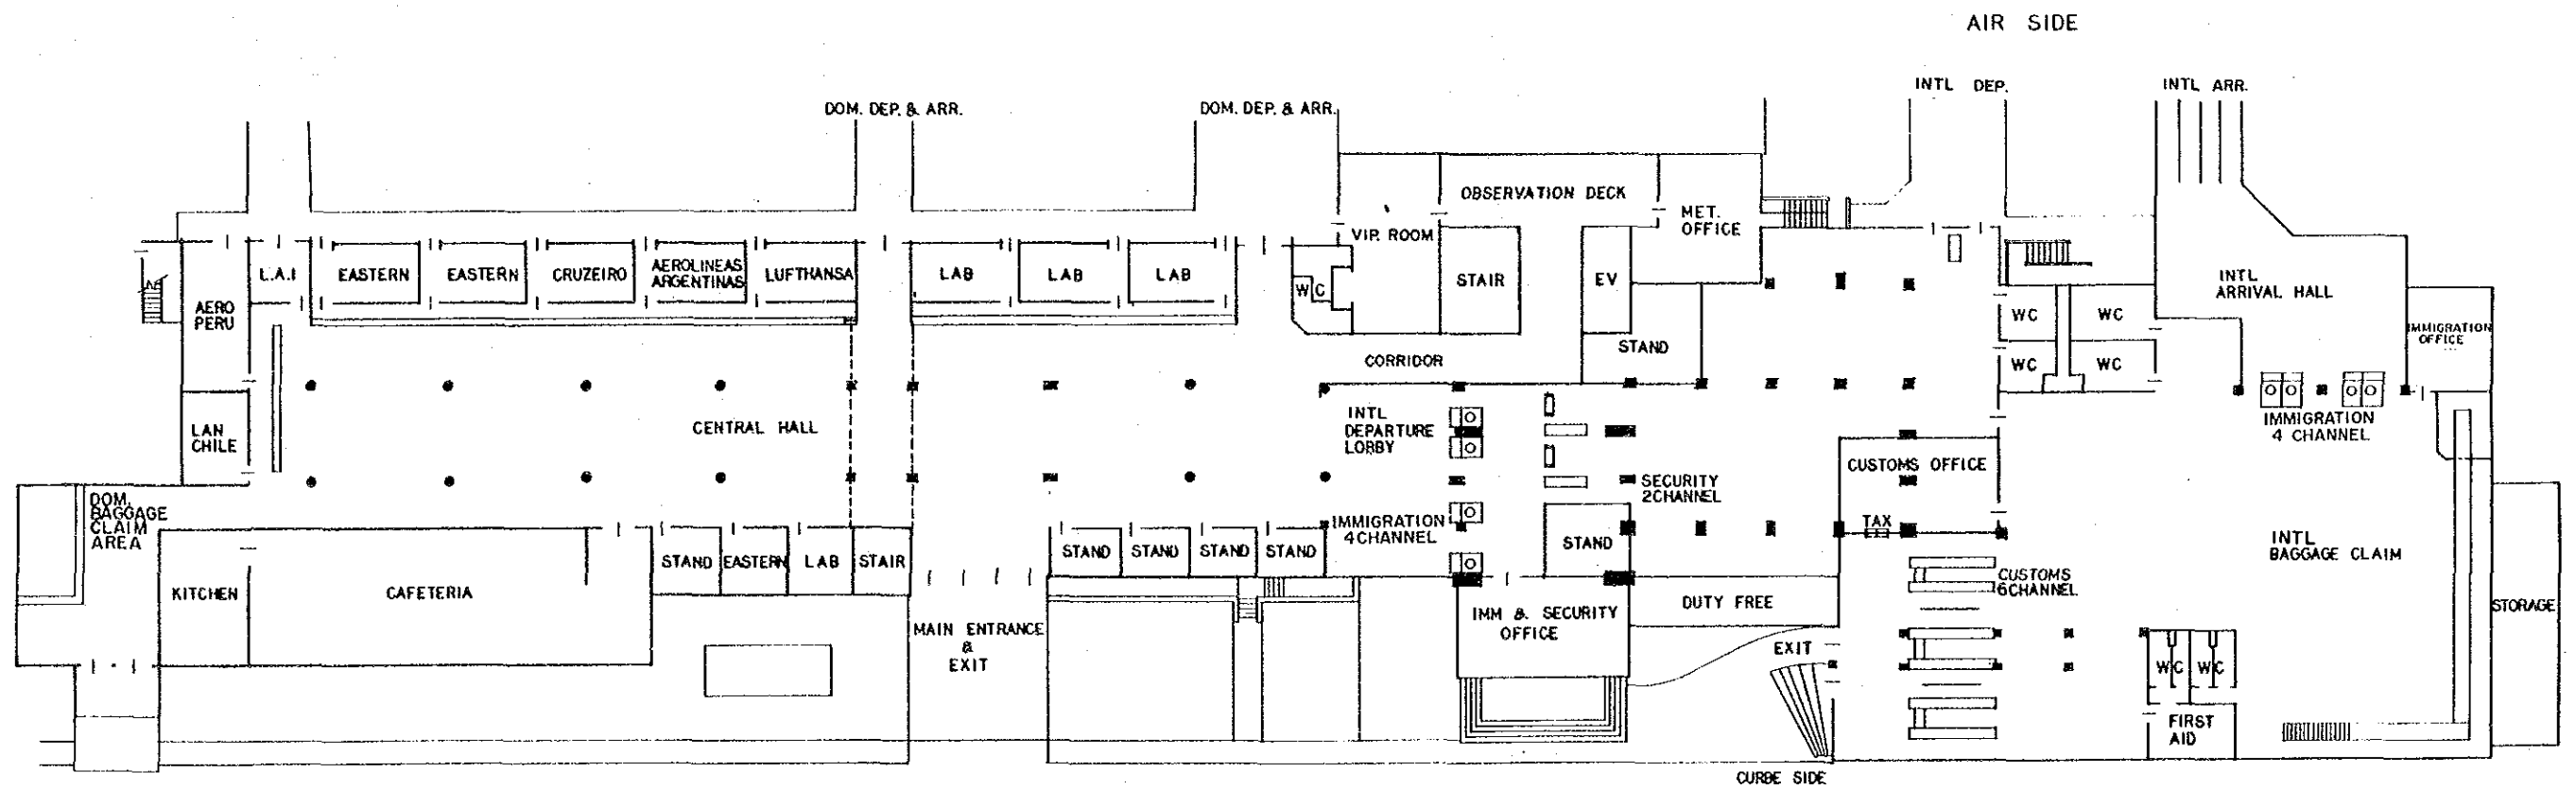 AIR SIDE
INTL DEP.
INTL ARR.
DOM. DEP. & ARR.
DOM. DEP. & ARR.
OBSERVATION DECK
MET.
OFFICE
VIP. ROOM
L.A.I
EASTERN
EASTERN
CRUZEIRO
AEROLINEAS
ARGENTINAS
LUFTHANSA
LAB
LAB
LAB
WC
STAIR
EV
INTL
ARRIVAL HALL
AERO
PERU
WC
WC
IMMIGRATION
OFFICE
STAND
CORRIDOR
WC
WC
LAN
CHILE
CENTRAL HALL
INTL
DEPARTURE
LOBBY
IMMIGRATION
4 CHANNEL
CUSTOMS OFFICE
SECURITY
2CHANNEL
DOM.
BAGGAGE
CLAIM
AREA
IMMIGRATION
4CHANNEL
TAX
STAND
EASTERN
LAB
STAIR
STAND
STAND
STAND
STAND
STAND
INTL
BAGGAGE CLAIM
KITCHEN
CAFETERIA
CUSTOMS
6CHANNEL
DUTY FREE
STORAGE
IMM & SECURITY
OFFICE
MAIN ENTRANCE
&
EXIT
EXIT
WC
WC
FIRST
AID
CURBE SIDE